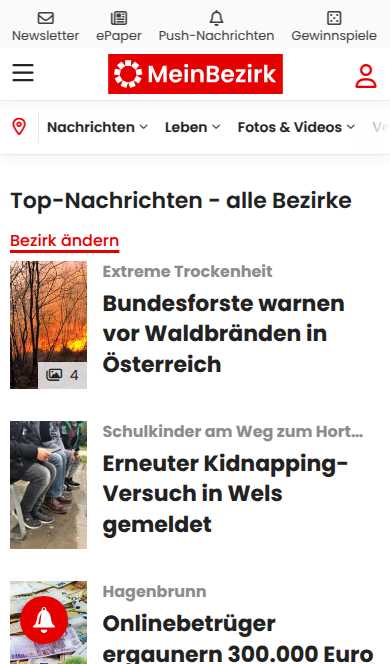 Newsletter ePaper Push-Nachrichten Gewinnspiele
MeinBezirk
Nachrichten Leben Fotos & Videos
Top-Nachrichten - alle Bezirke
Bezirk ändern
Extreme Trockenheit
Bundesforste warnen
vor Waldbränden in
Österreich
4
Schulkinder am Weg zum Hort...
Erneuter Kidnapping-
Versuch in Wels
gemeldet
Hagenbrunn
Onlinebetrüger
ergaunern 300.000 Euro